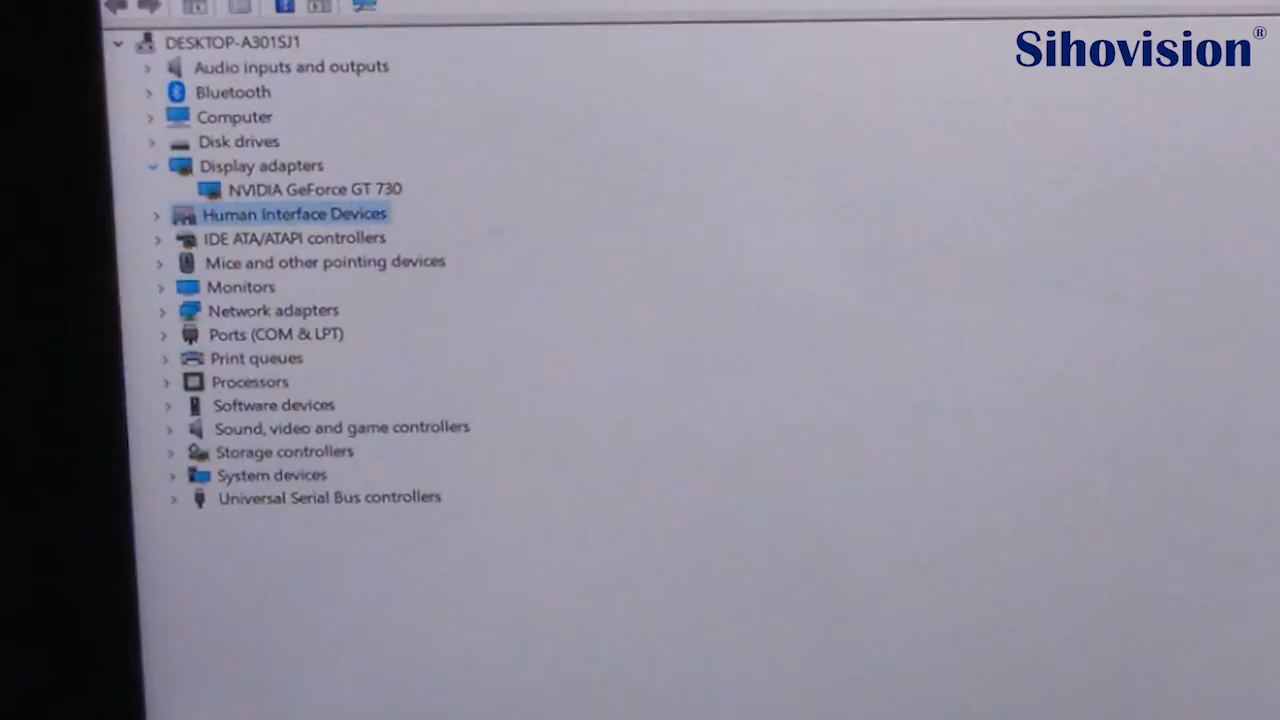 Sihovision®
DESKTOP-A301SJ1
Audio inputs and outputs
Bluetooth
Computer
Disk drives
Display adapters
NVIDIA GeForce GT 730
Human Interface Devices
IDE ATA/ATAPI controllers
Mice and other pointing devices
Monitors
Network adapters
Ports (COM & LPT)
Print queues
Processors
Software devices
Sound, video and game controllers
Storage controllers
System devices
Universal Serial Bus controllers